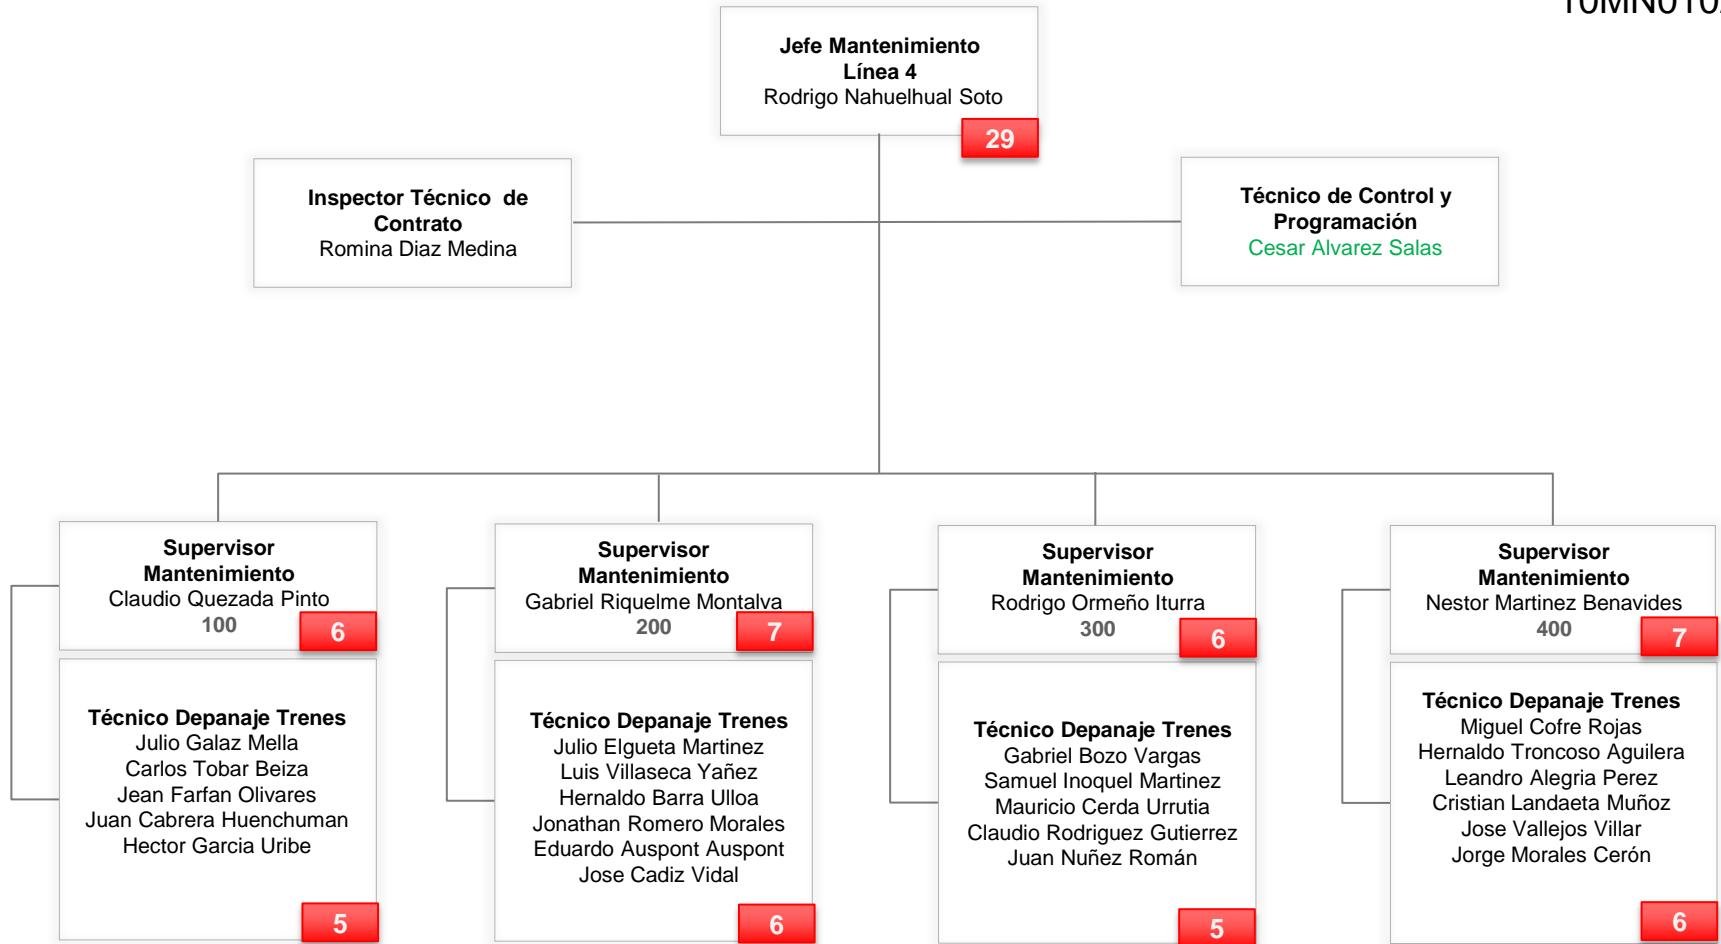 10MN010
Jefe Mantenimiento
Línea 4
Rodrigo Nahuelhual Soto
29
Inspector Técnico de
Contrato
Romina Diaz Medina
Técnico de Control y
Programación
Cesar Alvarez Salas
Supervisor
Mantenimiento
Claudio Quezada Pinto
100
6
Técnico Depanaje Trenes
Julio Galaz Mella
Carlos Tobar Beiza
Jean Farfan Olivares
Juan Cabrera Huenchuman
Hector Garcia Uribe
5
Supervisor
Mantenimiento
Gabriel Riquelme Montalva
200
7
Técnico Depanaje Trenes
Julio Elgueta Martinez
Luis Villaseca Yañez
Hernaldo Barra Ulloa
Jonathan Romero Morales
Eduardo Auspont Auspont
Jose Cadiz Vidal
6
Supervisor
Mantenimiento
Rodrigo Ormeño Iturra
300
6
Técnico Depanaje Trenes
Gabriel Bozo Vargas
Samuel Inoquel Martinez
Mauricio Cerda Urrutia
Claudio Rodriguez Gutierrez
Juan Nuñez Román
5
Supervisor
Mantenimiento
Nestor Martinez Benavides
400
7
Técnico Depanaje Trenes
Miguel Cofre Rojas
Hernaldo Troncoso Aguilera
Leandro Alegria Perez
Cristian Landaeta Muñoz
Jose Vallejos Villar
Jorge Morales Cerón
6